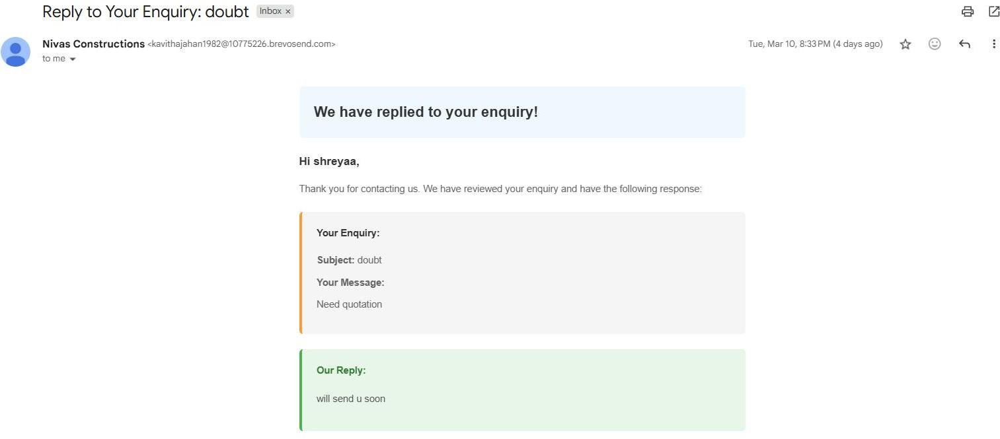 Reply to Your Enquiry: doubt Inbox ×
Nivas Constructions <kavithajahan1982@10775226.brevosend.com> Tue, Mar 10, 8:33 PM (4 days ago)
to me
We have replied to your enquiry!
Hi shreyaa,
Thank you for contacting us. We have reviewed your enquiry and have the following response:
Your Enquiry:
Subject: doubt
Your Message:
Need quotation
Our Reply:
will send u soon